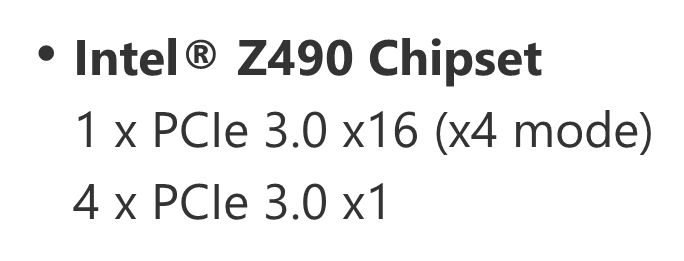 • Intel® Z490 Chipset
1 x PCIe 3.0 x16 (x4 mode)
4 x PCIe 3.0 x1